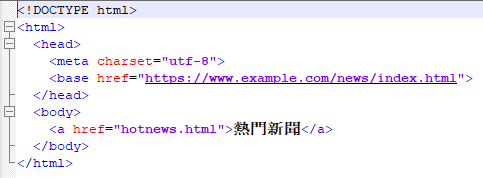 <!DOCTYPE html>
<html>
<head>
<meta charset="utf-8">
<base href="https://www.example.com/news/index.html">
</head>
<body>
<a href="hotnews.html">熱門新聞</a>
</body>
</html>